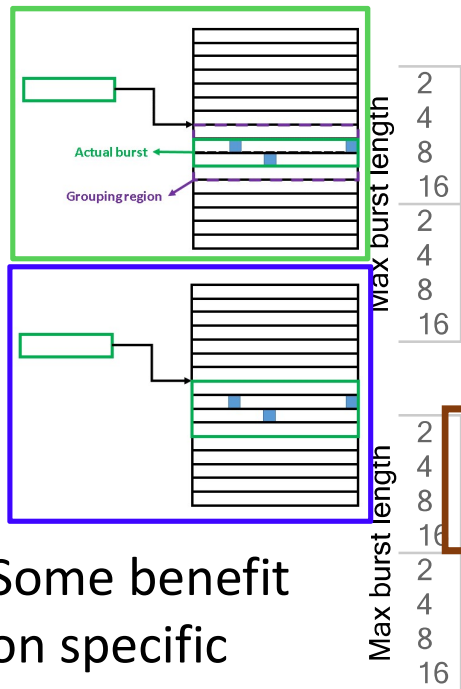 Actual burst
Grouping region
Max burst length
2
4
8
16
2
4
8
16
Max burst length
2
4
8
16
2
4
8
16
Some benefit
on specific